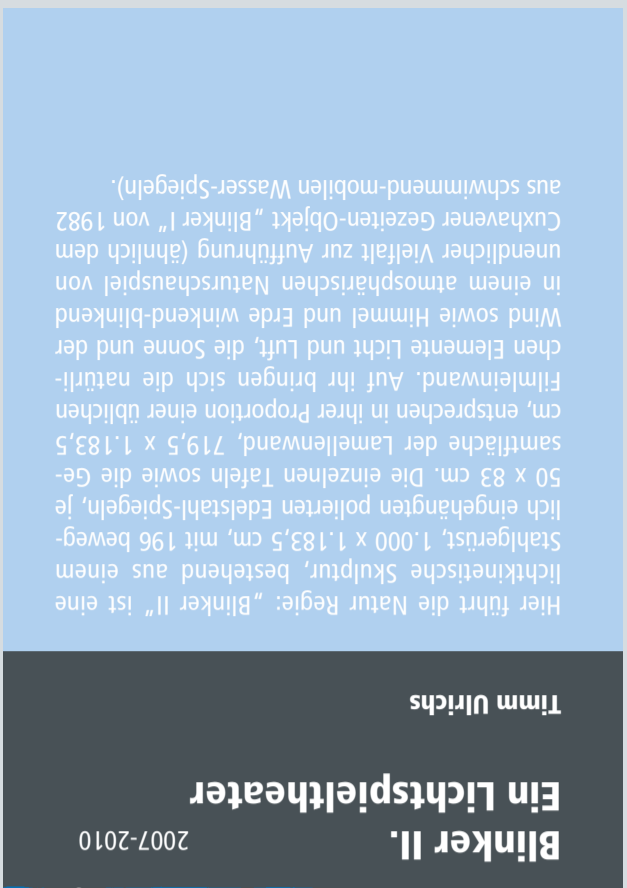 Blinker II. 2007-2010
Ein Lichtspieltheater
Timm Ulrichs
Hier führt die Natur Regie: „Blinker II“ ist eine
lichtkinetische Skulptur, bestehend aus einem
Stahlgerüst, 1.000 x 1.183,5 cm, mit 196 beweg-
lich eingehängten polierten Edelstahl-Spiegeln, je
50 x 83 cm. Die einzelnen Tafeln sowie die Ge-
samtfläche der Lamellenwand, 719,5 x 1.183,5
cm, entsprechen in ihrer Proportion einer üblichen
Filmleinwand. Auf ihr bringen sich die natürli-
chen Elemente Licht und Luft, die Sonne und der
Wind sowie Himmel und Erde winkend-blinkend
in einem atmosphärischen Naturschauspiel von
unendlicher Vielfalt zur Aufführung (ähnlich dem
Cuxhavener Gezeiten-Objekt „Blinker I“ von 1982
aus schwimmend-mobilen Wasser-Spiegeln).